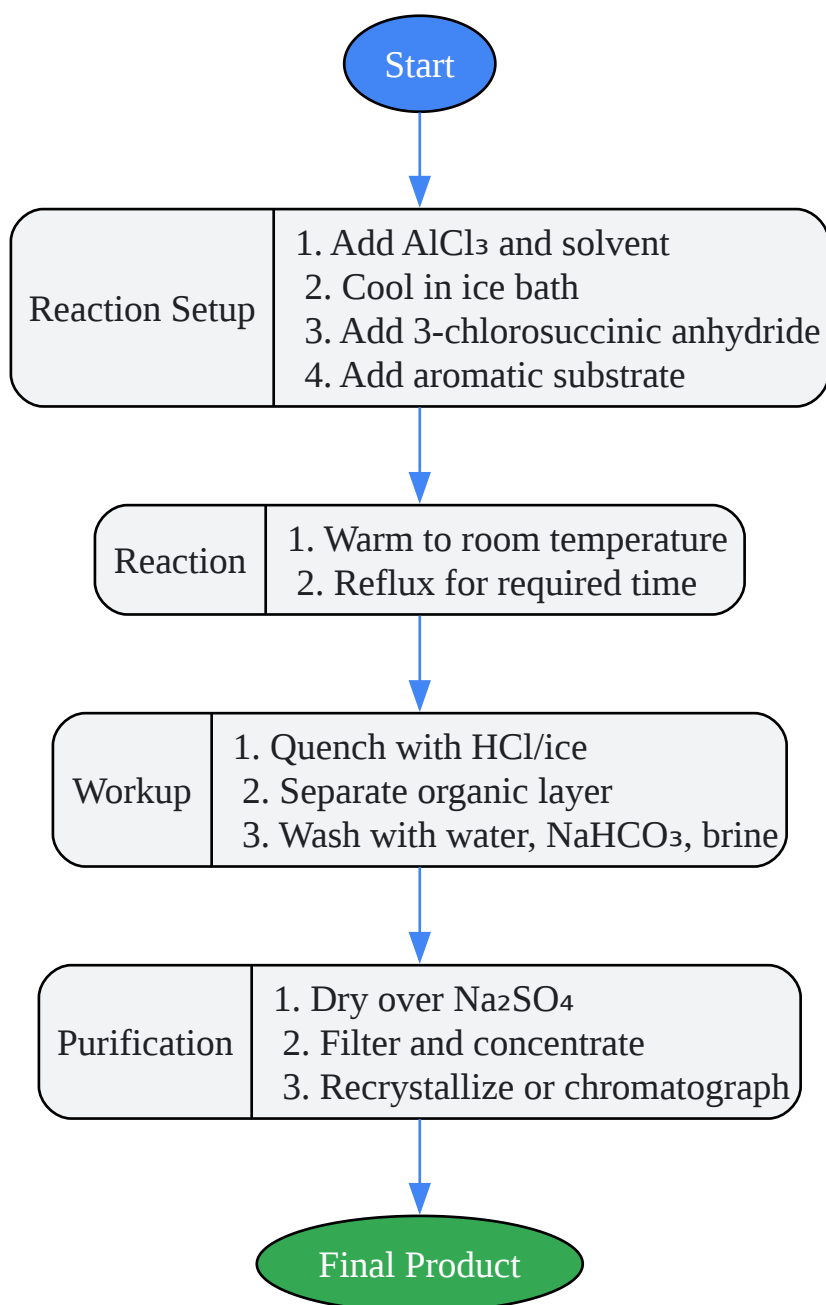 Start
Reaction Setup
1. Add AlCl₃ and solvent
2. Cool in ice bath
3. Add 3-chlorosuccinic anhydride
4. Add aromatic substrate
Reaction
1. Warm to room temperature
2. Reflux for required time
Workup
1. Quench with HCl/ice
2. Separate organic layer
3. Wash with water, NaHCO₃, brine
Purification
1. Dry over Na₂SO₄
2. Filter and concentrate
3. Recrystallize or chromatograph
Final Product